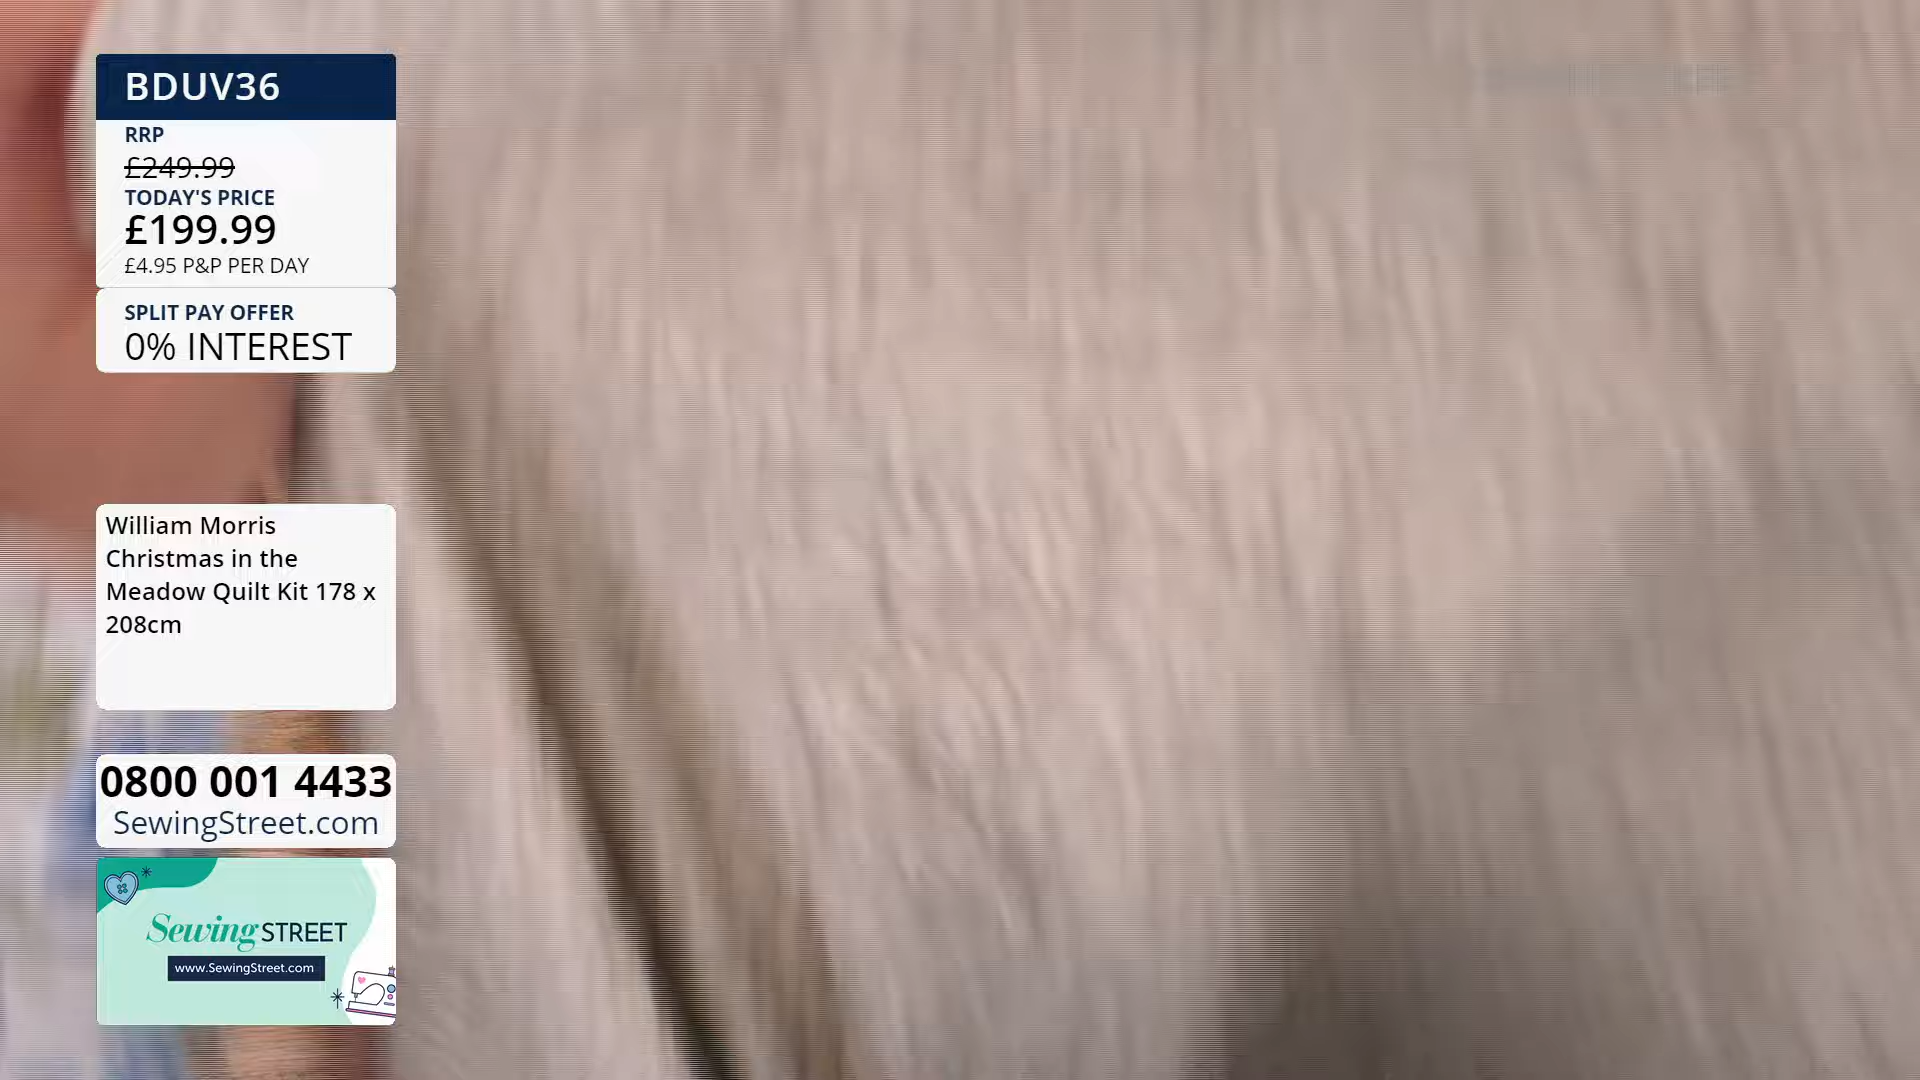 BDUV36
RRP
£249.99
TODAY'S PRICE
£199.99
£4.95 P&P PER DAY
SPLIT PAY OFFER
0% INTEREST
William Morris
Christmas in the
Meadow Quilt Kit 178 x
208cm
0800 001 4433
SewingStreet.com
Sewing STREET
www.SewingStreet.com